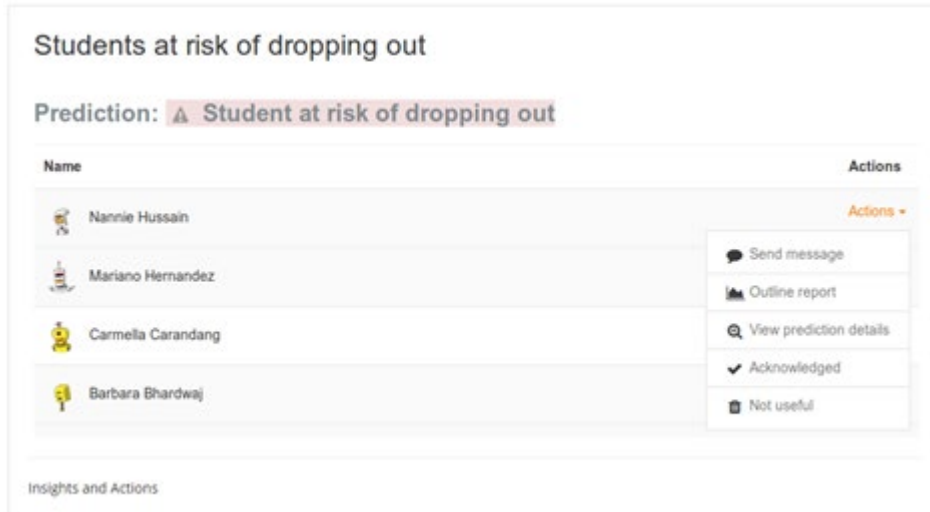 Students at risk of dropping out
Prediction: Student at risk of dropping out
Name Actions
Nannie Hussain Actions
Send message
Mariano Hernandez
Outline report
Carmella Carandang
View prediction details
Acknowledged
Barbara Bhardwaj
Not useful
Insights and Actions